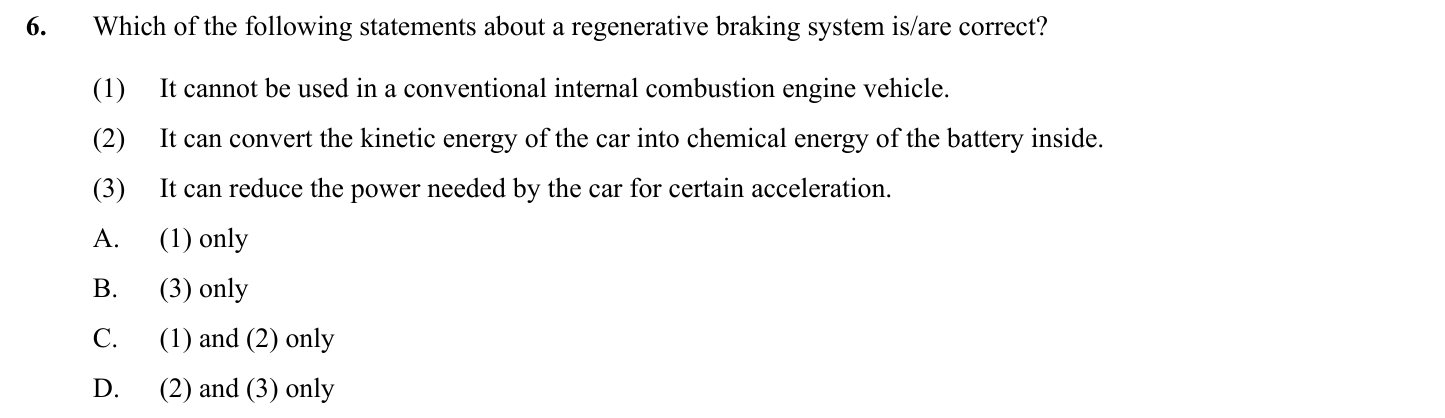 6. Which of the following statements about a regenerative braking system is/are correct?
(1) It cannot be used in a conventional internal combustion engine vehicle.
(2) It can convert the kinetic energy of the car into chemical energy of the battery inside.
(3) It can reduce the power needed by the car for certain acceleration.
A. (1) only
B. (3) only
C. (1) and (2) only
D. (2) and (3) only